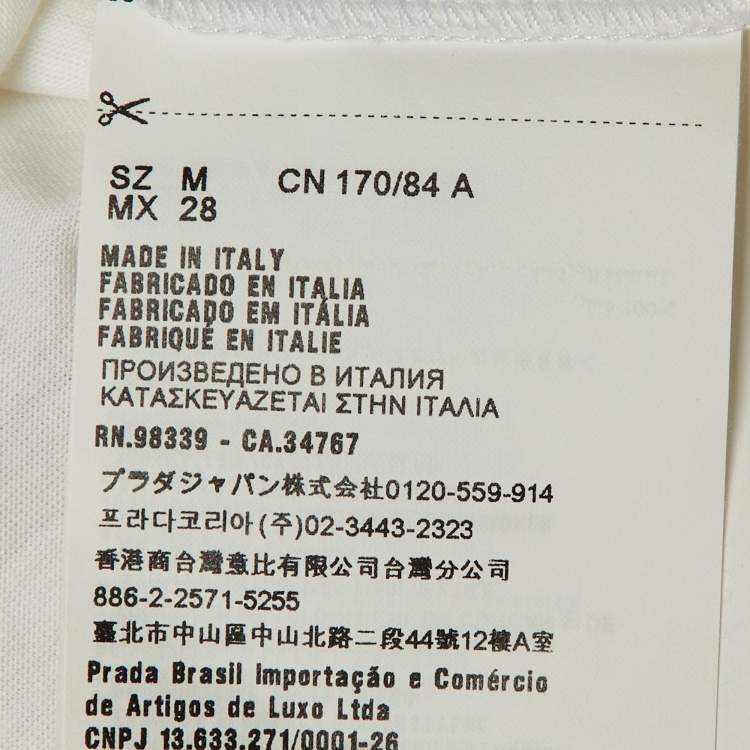 SZ M CN 170/84 A
MX 28
MADE IN ITALY
FABRICADO EN ITALIA
FABRICADO EM ITÁLIA
FABRIQUÉ EN ITALIE
ПРОИЗВЕДЕНО В ИТАЛИЯ
ΚΑΤΑΣΚΕΥΑΖΕΤΑΙ ΣΤΗΝ ΙΤΑΛΙΑ
RN.98339 - CA.34767
プラダジャパン株式会社0120-559-914
프라다코리아(주)02-3443-2323
香港商台灣意比有限公司台灣分公司
886-2-2571-5255
臺北市中山區中山北路二段44號12樓A室
Prada Brasil Importação e Comércio
de Artigos de Luxo Ltda
CNPJ 13.633.271/0001-26